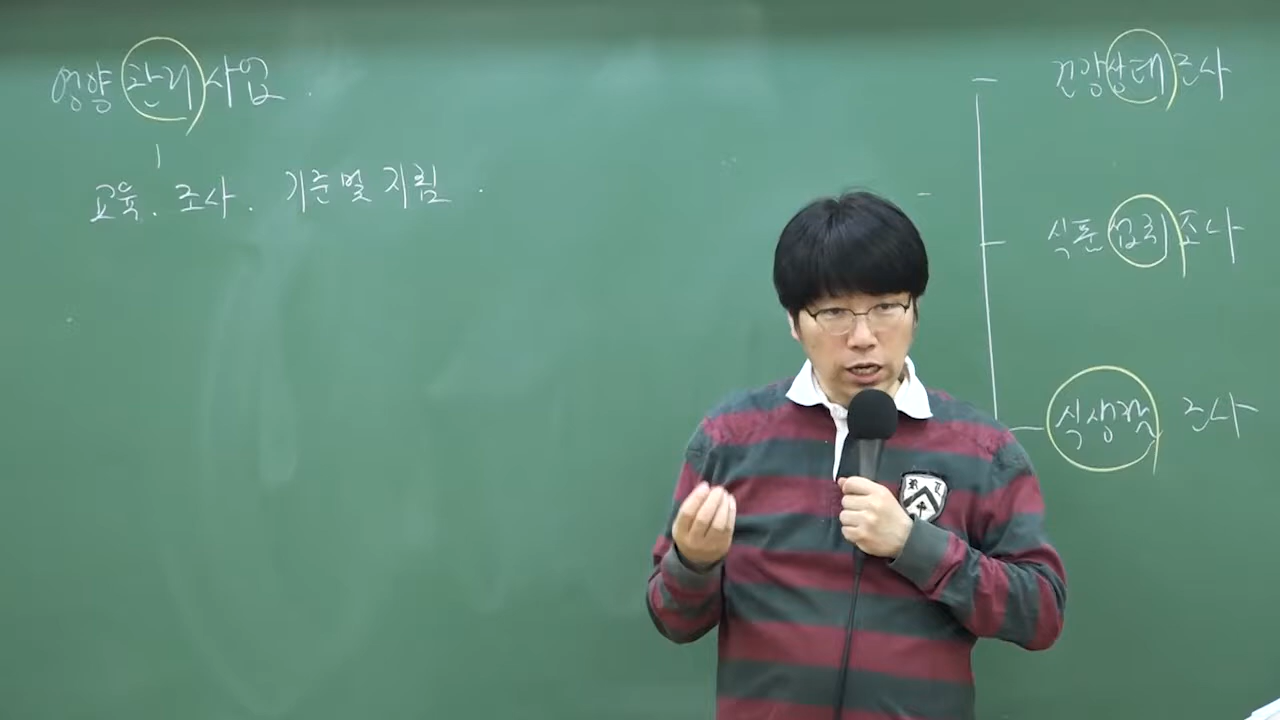 영양 관리 사업.
교육. 조사. 기준 및 지침.
건강상태조사
식품섭취조사
식생활 조사